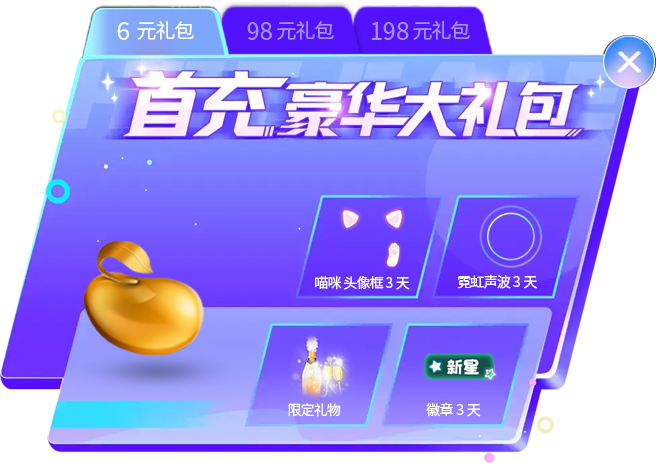 6 元礼包
98 元礼包
198 元礼包
首充豪华大礼包
喵咪头像框 3 天
霓虹声波 3 天
新星
限定礼物
徽章 3 天